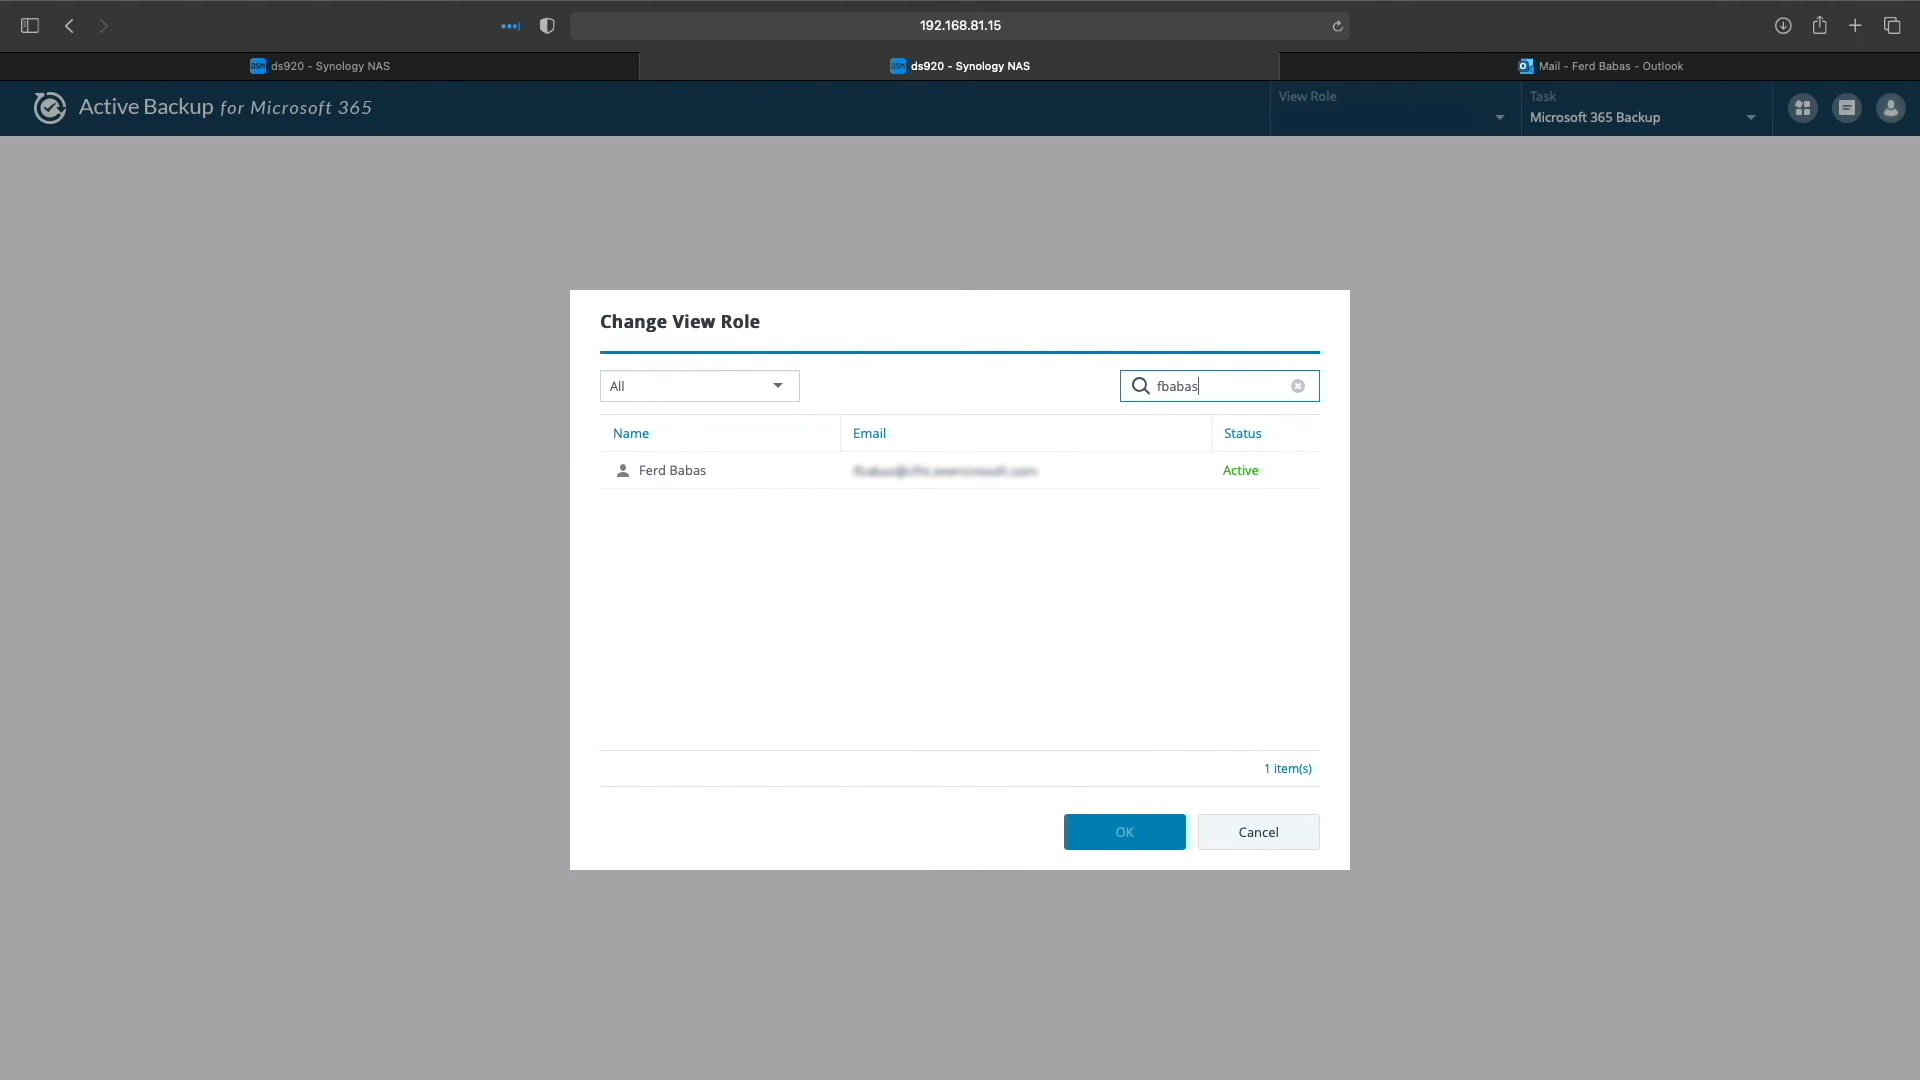 192.168.81.15
DSM ds920 - Synology NAS
DSM ds920 - Synology NAS
Mail - Ferd Babas - Outlook
Active Backup for Microsoft 365
View Role
Task
Microsoft 365 Backup
Change View Role
All
fbabas
Name
Email
Status
Ferd Babas
Active
1 item(s)
OK
Cancel